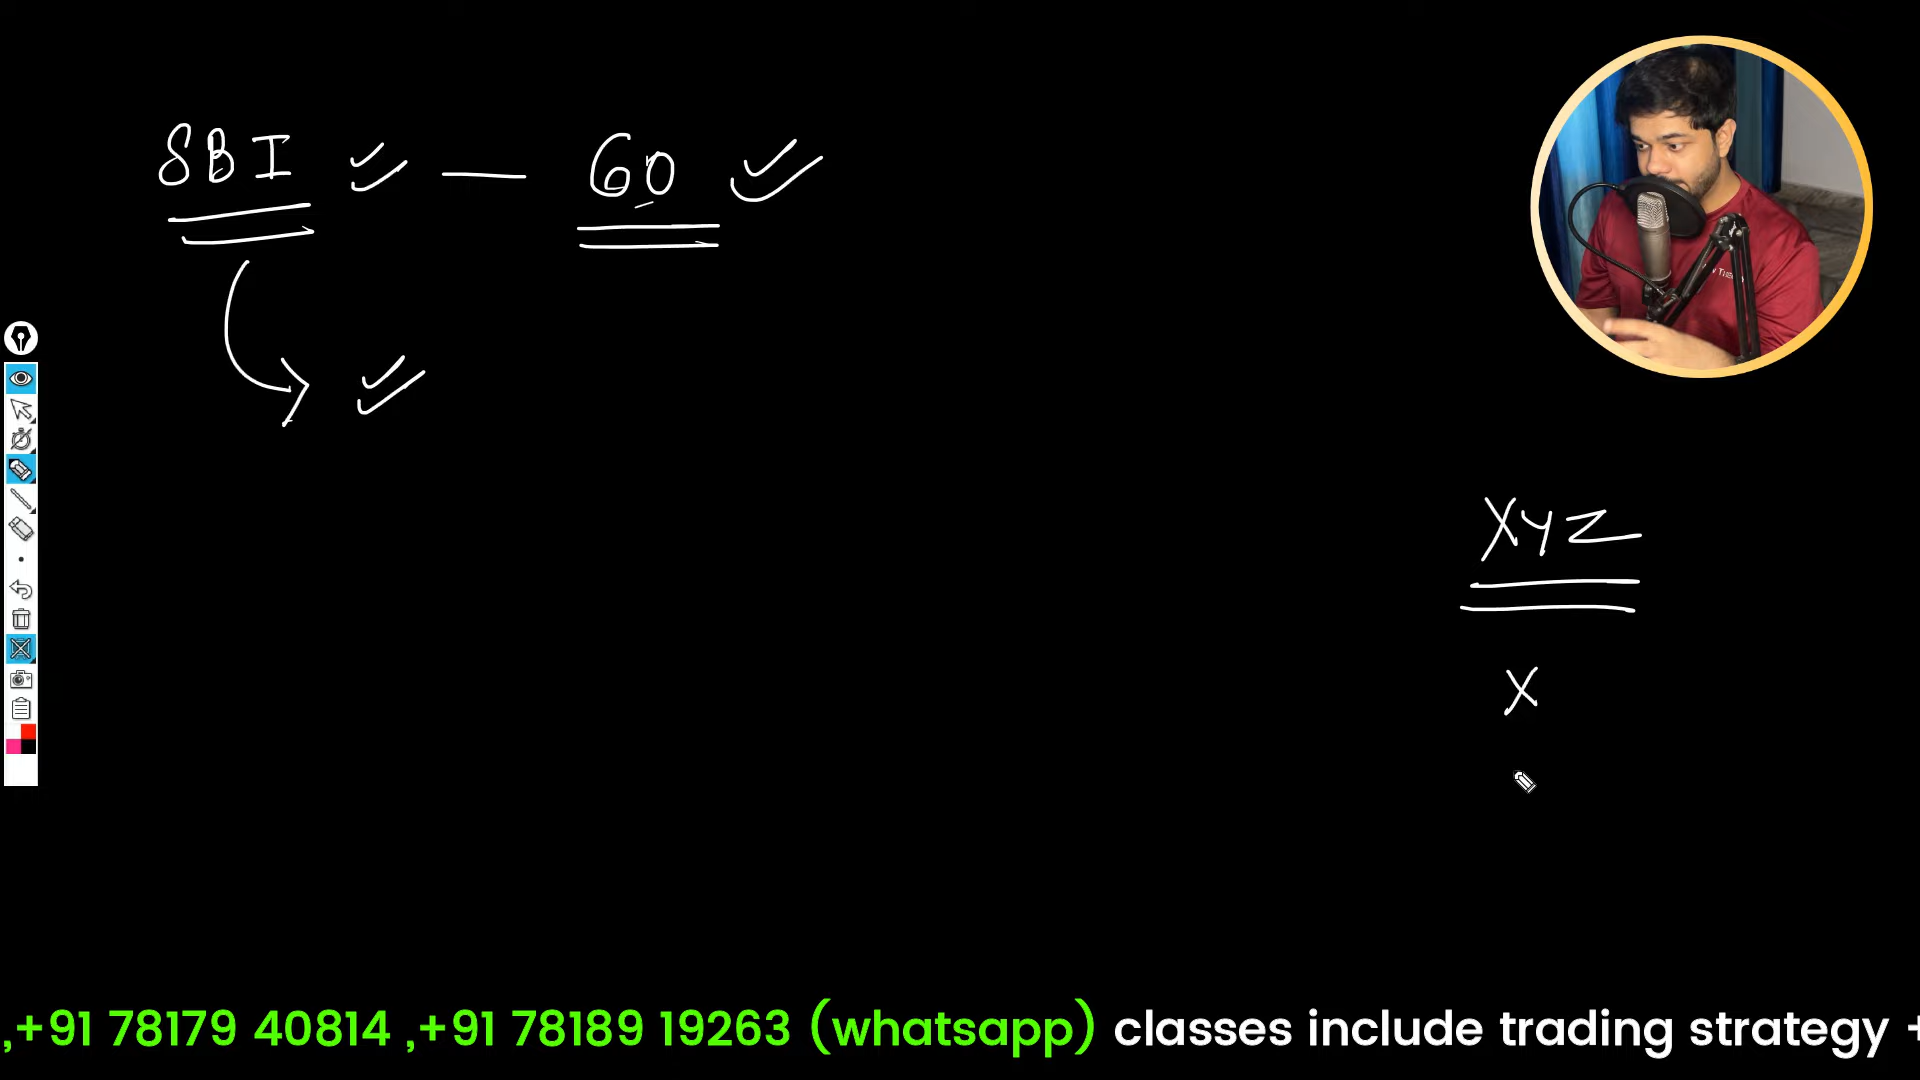 SBI — 60
XYZ
X
,+91 78179 40814 ,+91 78189 19263 (whatsapp) classes include trading strategy +